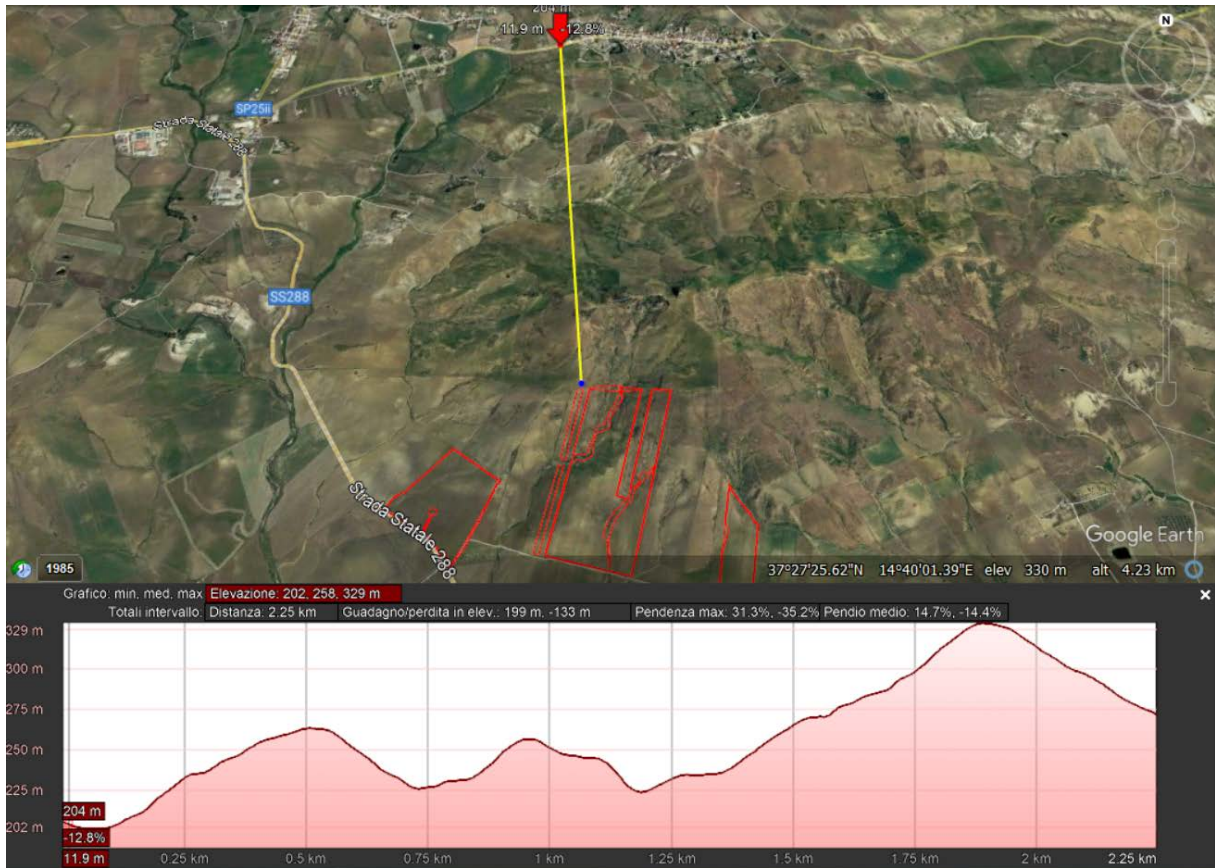 204 m
11.9 m -12.8%
N
SP25ii
Strada Statale 288
SS288
Strada Statale 288
Google Earth
1985
37°27'25.62"N 14°40'01.39"E elev 330 m alt 4.23 km
Grafico: min. med. max Elevazione: 202, 258, 329 m
Totali intervallo: Distanza: 2.25 km Guadagno/perdita in elev.: 199 m, -133 m Pendenza max: 31.3%, -35.2% Pendio medio: 14.7%, -14.4%
329 m
300 m
275 m
250 m
225 m
204 m
202 m
-12.8%
11.9 m 0.25 km 0.5 km 0.75 km 1 km 1.25 km 1.5 km 1.75 km 2 km 2.25 km